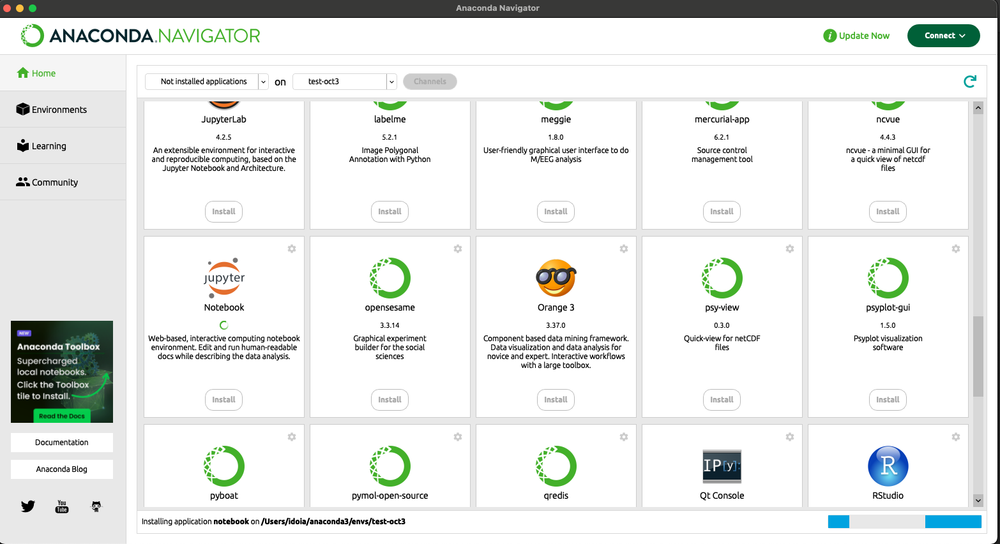 Anaconda Navigator
ANACONDA.NAVIGATOR
i Update Now
Connect
Home
Environments
Learning
Community
Not installed applications
on
test-oct3
Channels
JupyterLab
4.2.5
An extensible environment for interactive
and reproducible computing, based on the
Jupyter Notebook and Architecture.
Install
labelme
5.2.1
Image Polygonal
Annotation with Python
Install
meggie
1.8.0
User-friendly graphical user interface to do
M/EEG analysis
Install
mercurial-app
6.2.1
Source control
management tool
Install
ncvue
4.4.3
ncvue - a minimal GUI for
a quick view of netcdf
files
Install
jupyter
Notebook
Web-based, interactive computing notebook
environment. Edit and run human-readable
docs while describing the data analysis.
Install
opensesame
3.3.14
Graphical experiment
builder for the social
sciences
Install
Orange 3
3.37.0
Component based data mining framework.
Data visualization and data analysis for
novice and expert. Interactive workflows
with a large toolbox.
Install
psy-view
0.3.0
Quick-view for netCDF
files
Install
psyplot-gui
1.5.0
Psyplot visualization
software
Install
pyboat
pymol-open-source
qredis
IP[y]:
Qt Console
R
RStudio
NEW
Anaconda Toolbox
Supercharged
local notebooks.
Click the Toolbox
tile to Install.
Read the Docs
Documentation
Anaconda Blog
You
Tube
Installing application notebook on /Users/idoia/anaconda3/envs/test-oct3